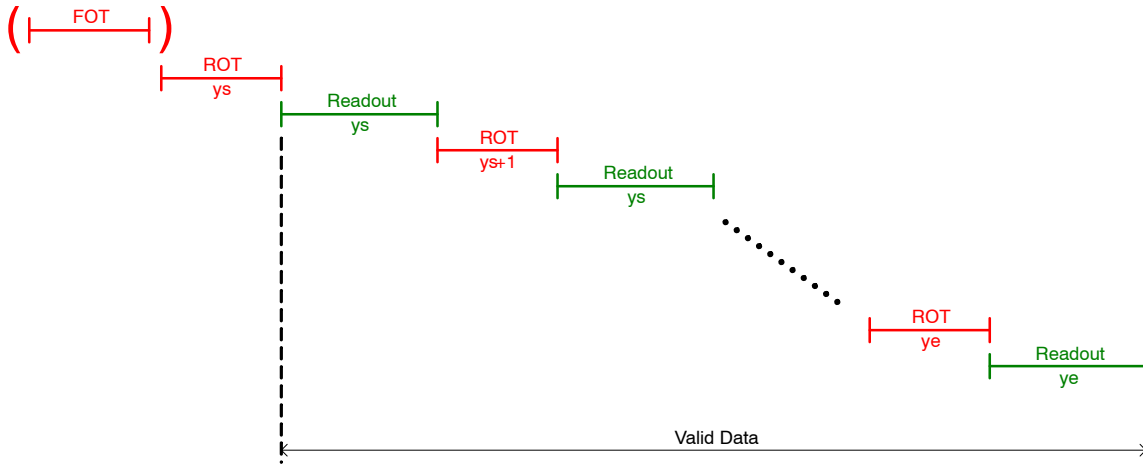 ( FOT )
ROT
ys
Readout
ys
ROT
ys+1
Readout
ys
ROT
ye
Readout
ye
Valid Data